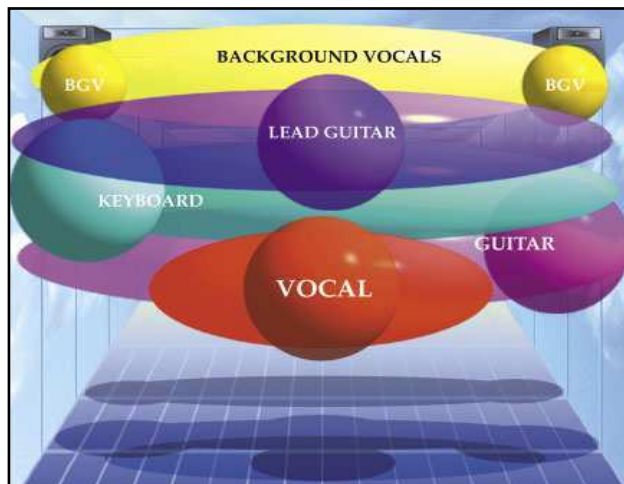 BACKGROUND VOCALS
BGV
BGV
LEAD GUITAR
KEYBOARD
GUITAR
VOCAL